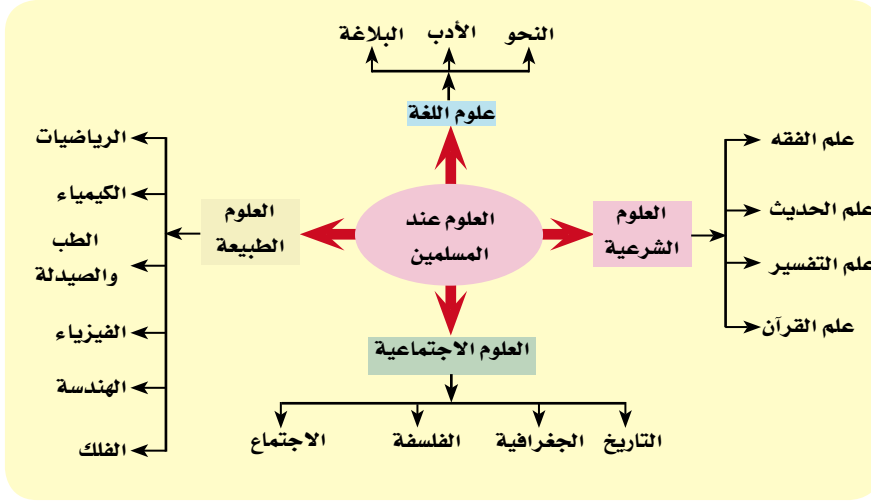 النحو
الأدب
البلاغة
علوم اللغة
العلوم عند
المسلمين
العلوم
الشرعية
علم الفقه
علم الحديث
علم التفسير
علم القرآن
العلوم
الطبيعة
الرياضيات
الكيمياء
الطب
والصيدلة
الفيزياء
الهندسة
الفلك
العلوم الاجتماعية
التاريخ
الجغرافية
الفلسفة
الاجتماع